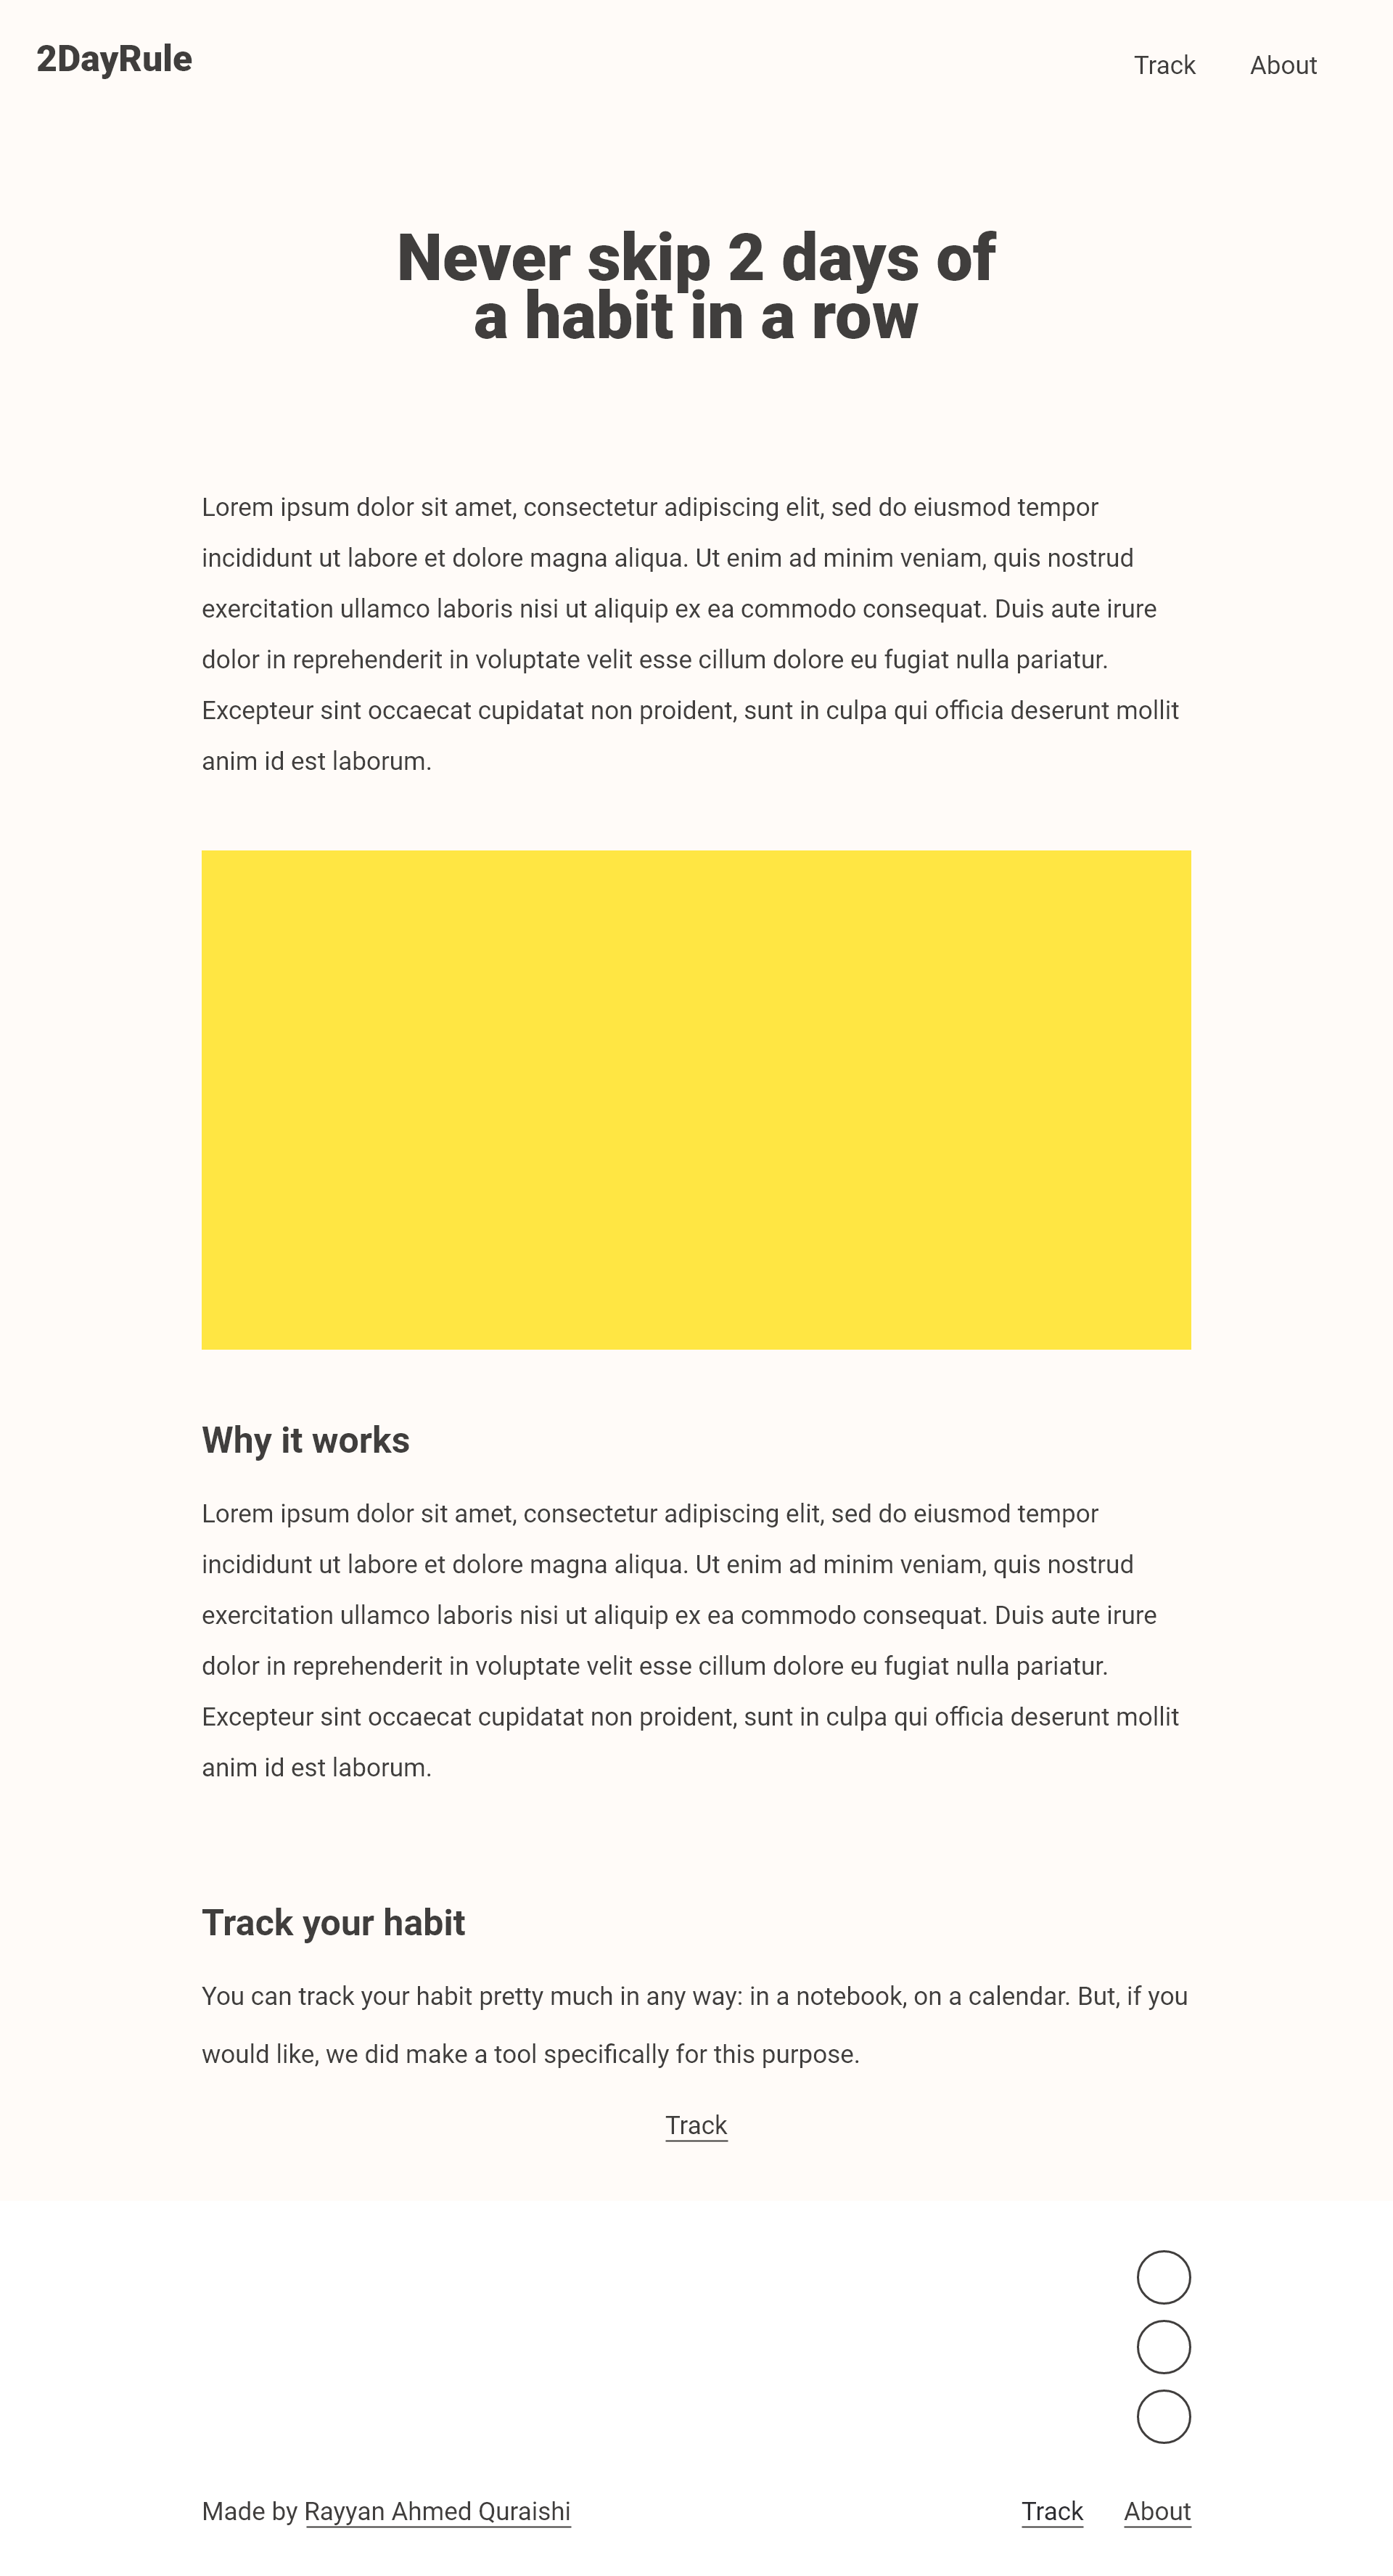 2DayRule
Track About
Never skip 2 days of
a habit in a row
Lorem ipsum dolor sit amet, consectetur adipiscing elit, sed do eiusmod tempor
incididunt ut labore et dolore magna aliqua. Ut enim ad minim veniam, quis nostrud
exercitation ullamco laboris nisi ut aliquip ex ea commodo consequat. Duis aute irure
dolor in reprehenderit in voluptate velit esse cillum dolore eu fugiat nulla pariatur.
Excepteur sint occaecat cupidatat non proident, sunt in culpa qui officia deserunt mollit
anim id est laborum.
Why it works
Lorem ipsum dolor sit amet, consectetur adipiscing elit, sed do eiusmod tempor
incididunt ut labore et dolore magna aliqua. Ut enim ad minim veniam, quis nostrud
exercitation ullamco laboris nisi ut aliquip ex ea commodo consequat. Duis aute irure
dolor in reprehenderit in voluptate velit esse cillum dolore eu fugiat nulla pariatur.
Excepteur sint occaecat cupidatat non proident, sunt in culpa qui officia deserunt mollit
anim id est laborum.
Track your habit
You can track your habit pretty much in any way: in a notebook, on a calendar. But, if you
would like, we did make a tool specifically for this purpose.
Track
Made by Rayyan Ahmed Quraishi
Track About